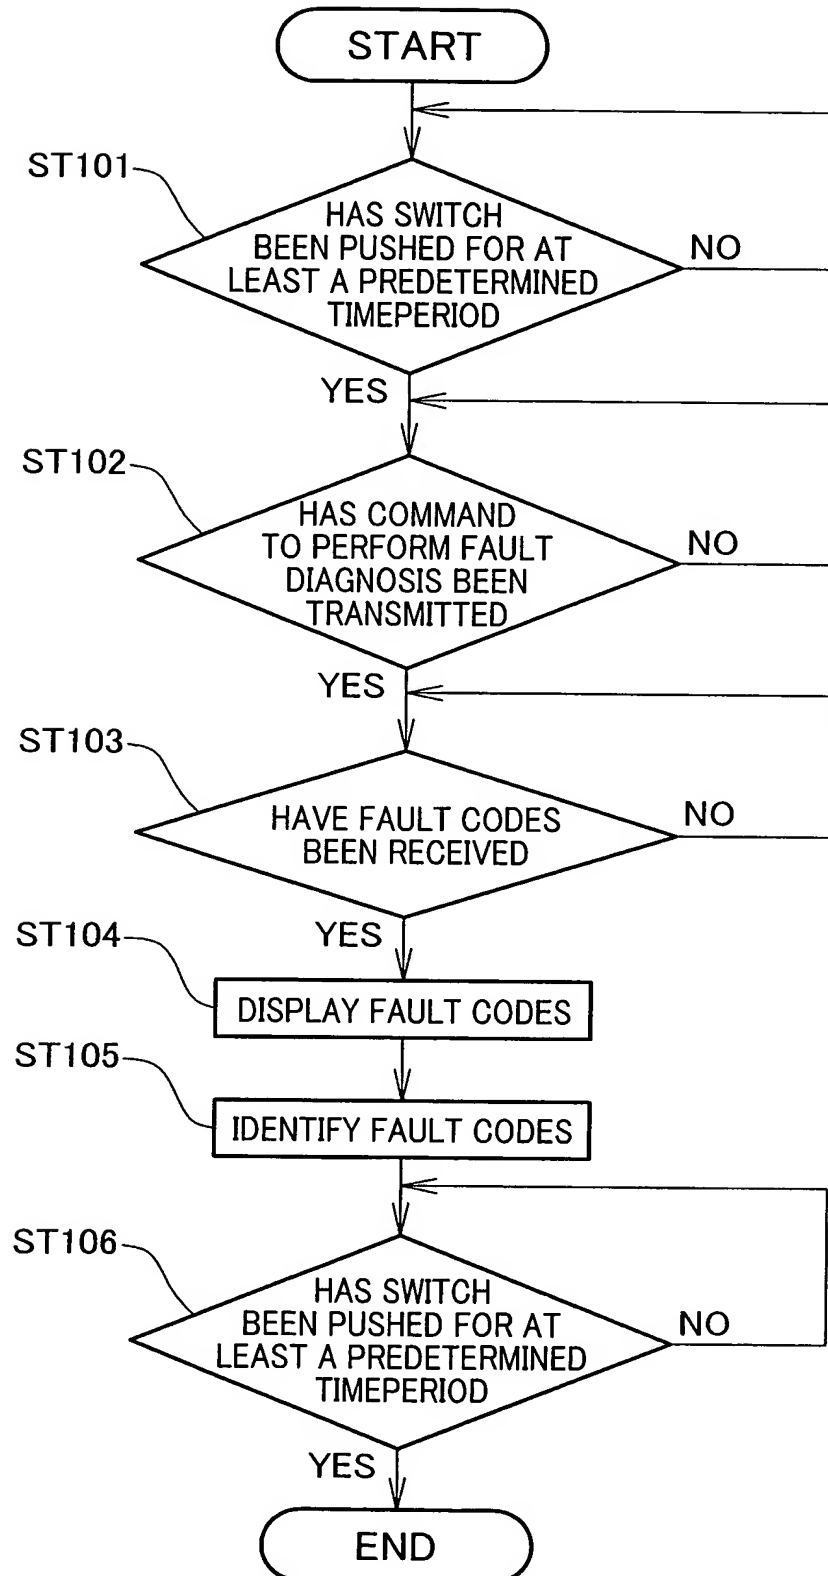 START
ST101
HAS SWITCH
BEEN PUSHED FOR AT
LEAST A PREDETERMINED
TIMEPERIOD
NO
YES
ST102
HAS COMMAND
TO PERFORM FAULT
DIAGNOSIS BEEN
TRANSMITTED
NO
YES
ST103
HAVE FAULT CODES
BEEN RECEIVED
NO
YES
ST104
DISPLAY FAULT CODES
ST105
IDENTIFY FAULT CODES
ST106
HAS SWITCH
BEEN PUSHED FOR AT
LEAST A PREDETERMINED
TIMEPERIOD
NO
YES
END